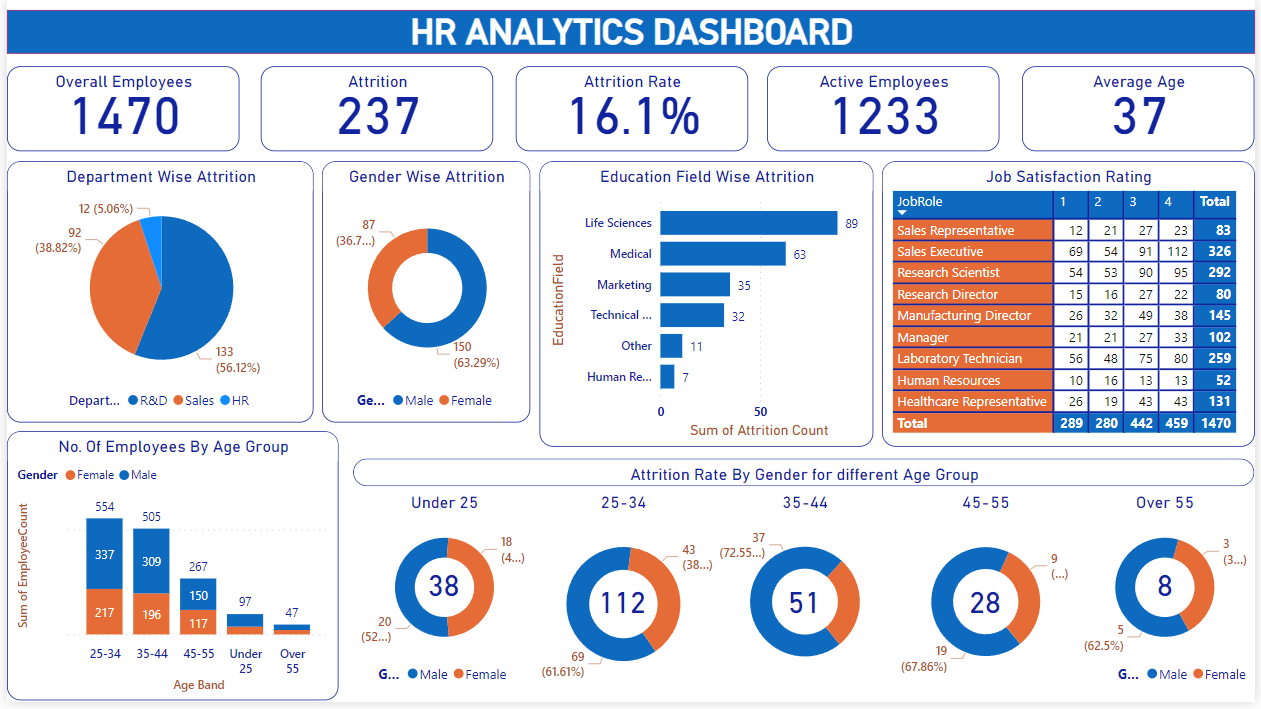 HR ANALYTICS DASHBOARD
Overall Employees
1470
Attrition
237
Attrition Rate
16.1%
Active Employees
1233
Average Age
37
Department Wise Attrition
12 (5.06%)
92
(38.82%)
133
(56.12%)
Depart... R&D Sales HR
Gender Wise Attrition
87
(36.7...)
150
(63.29%)
Ge... Male Female
Education Field Wise Attrition
EducationField
Life Sciences 89
Medical 63
Marketing 35
Technical ... 32
Other 11
Human Re... 7
0 50
Sum of Attrition Count
Job Satisfaction Rating
JobRole 1 2 3 4 Total
Sales Representative 12 21 27 23 83
Sales Executive 69 54 91 112 326
Research Scientist 54 53 90 95 292
Research Director 15 16 27 22 80
Manufacturing Director 26 32 49 38 145
Manager 21 21 27 33 102
Laboratory Technician 56 48 75 80 259
Human Resources 10 16 13 13 52
Healthcare Representative 26 19 43 43 131
Total 289 280 442 459 1470
No. Of Employees By Age Group
Gender Female Male
Sum of EmployeeCount
554
505
267
97
47
337
309
150
217
196
117
25-34 35-44 45-55 Under Over
25 55
Age Band
Attrition Rate By Gender for different Age Group
Under 25
18
(4...)
38
20
(52...)
G... Male Female
25-34
43
(38...)
112
69
(61.61%)
35-44
37
(72.55...)
51
45-55
9
(...)
28
19
(67.86%)
Over 55
3
(3...)
8
5
(62.5%)
G... Male Female